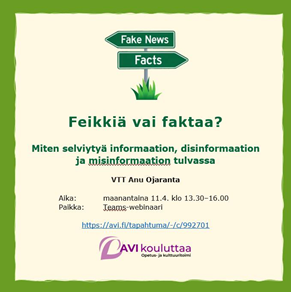 Fake News
Facts
Feikkiä vai faktaa?
Miten selviytyä informaation, disinformaation
ja misinformaation tulvassa
VTT Anu Ojaranta
Aika: maanantaina 11.4. klo 13.30–16.00
Paikka: Teams-webinaari
https://avi.fi/tapahtuma/-/c/992701
AVI kouluttaa
Opetus- ja kulttuuritoimi